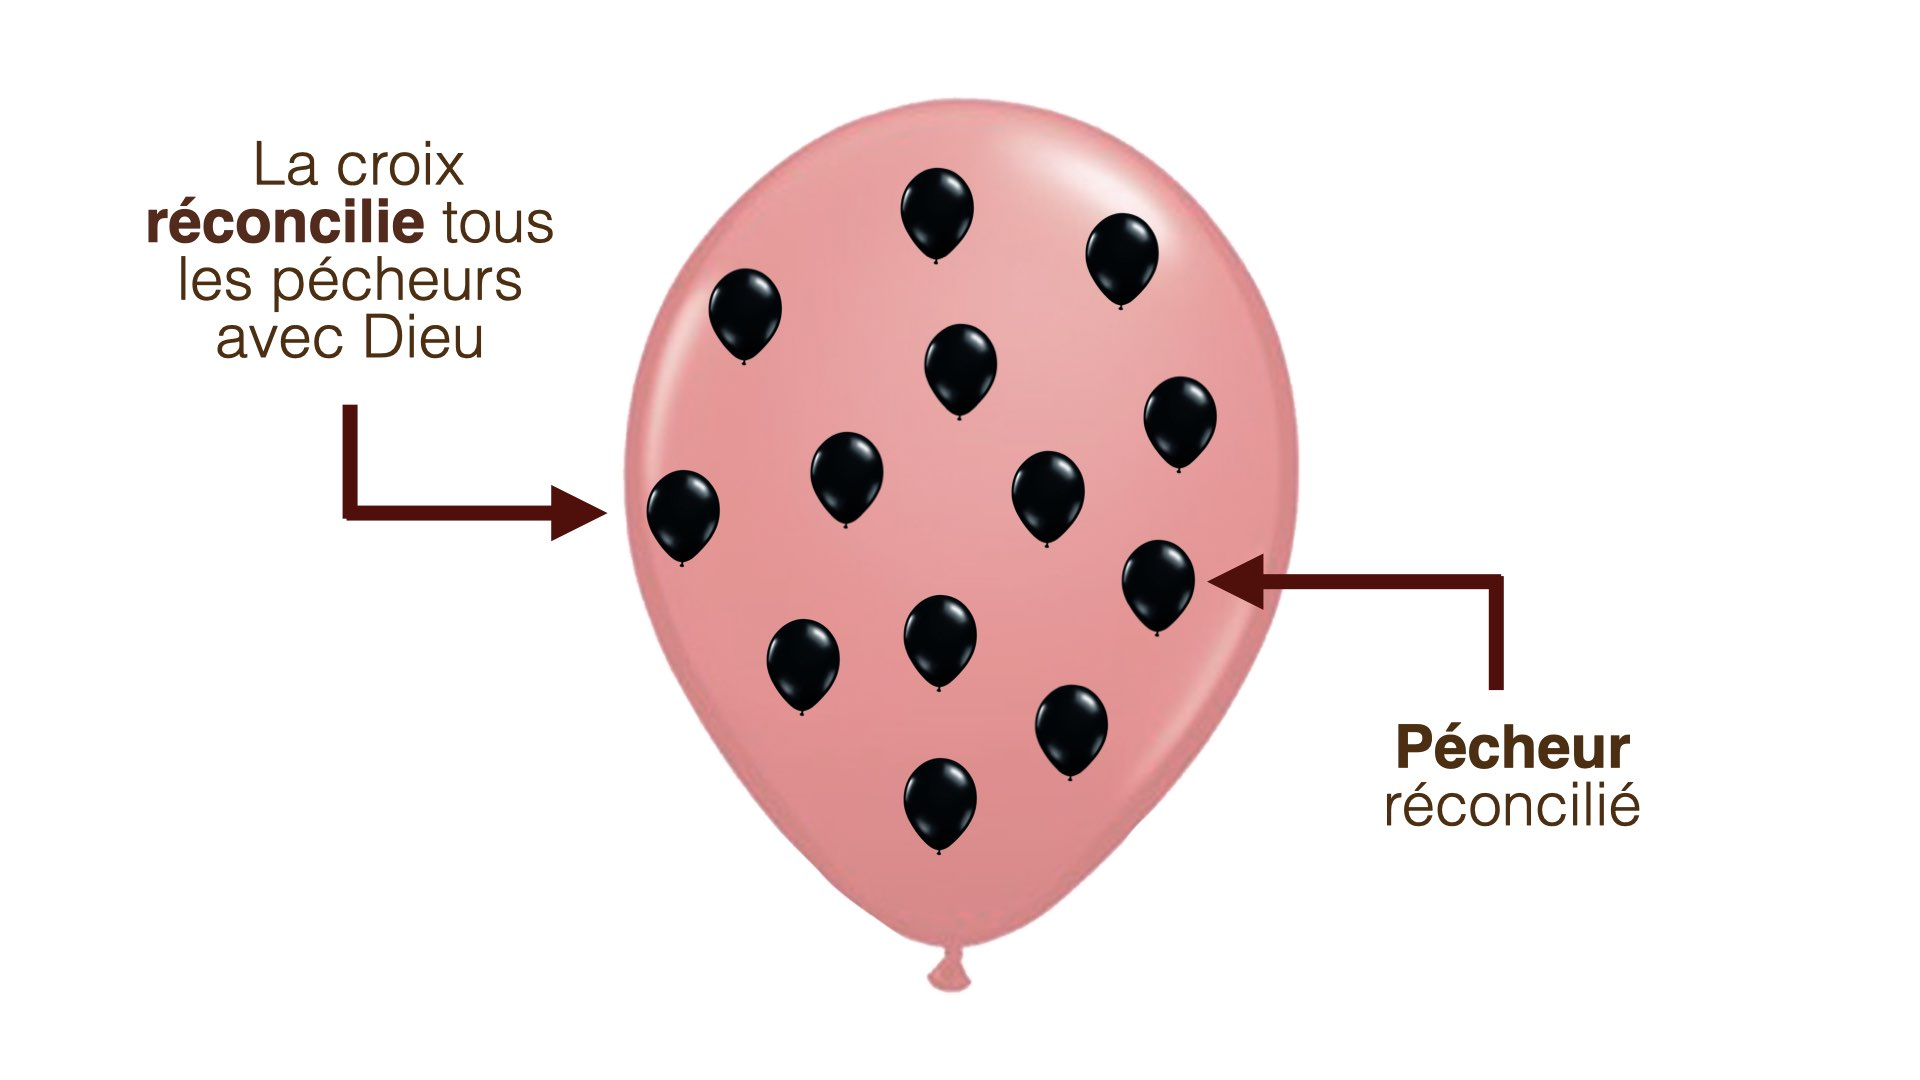 La croix
réconcilie tous
les pécheurs
avec Dieu
Pécheur
réconcilié